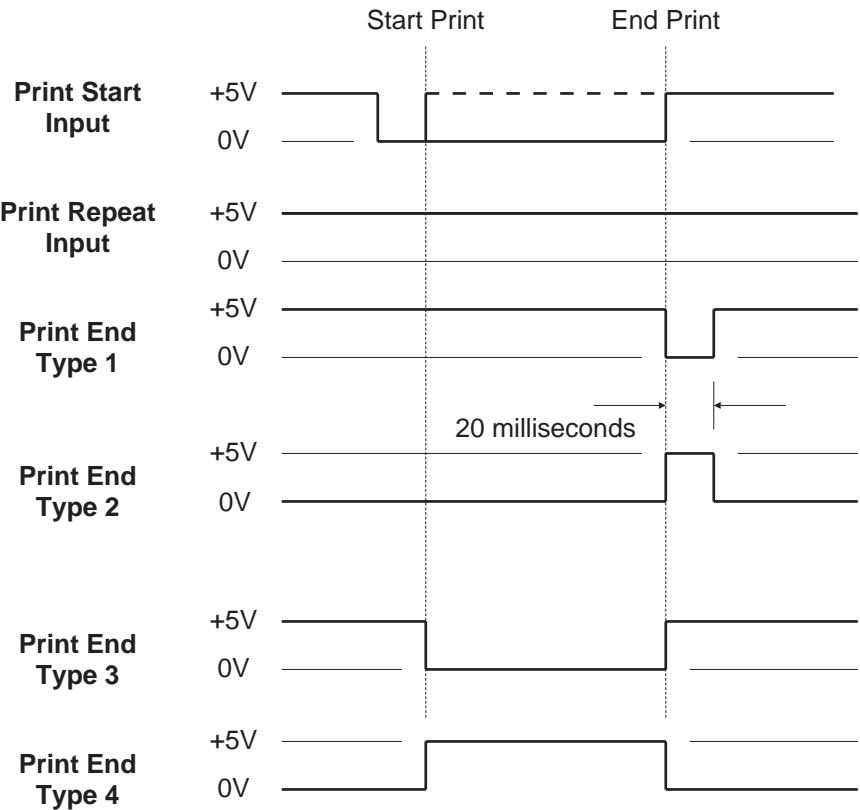 Start Print End Print
Print Start
Input
+5V
0V
Print Repeat
Input
+5V
0V
Print End
Type 1
+5V
0V
20 milliseconds
Print End
Type 2
+5V
0V
Print End
Type 3
+5V
0V
Print End
Type 4
+5V
0V